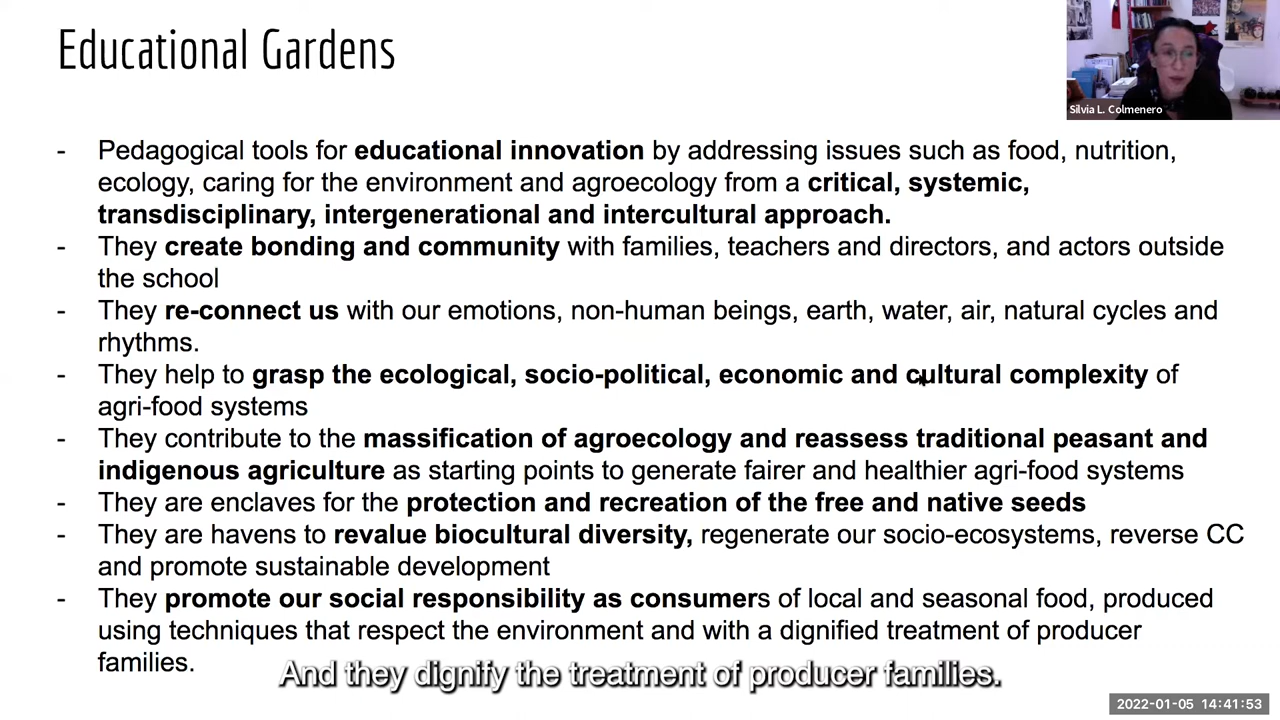 Educational Gardens
Silvia L. Colmenero
- Pedagogical tools for educational innovation by addressing issues such as food, nutrition,
ecology, caring for the environment and agroecology from a critical, systemic,
transdisciplinary, intergenerational and intercultural approach.
- They create bonding and community with families, teachers and directors, and actors outside
the school
- They re-connect us with our emotions, non-human beings, earth, water, air, natural cycles and
rhythms.
- They help to grasp the ecological, socio-political, economic and cultural complexity of
agri-food systems
- They contribute to the massification of agroecology and reassess traditional peasant and
indigenous agriculture as starting points to generate fairer and healthier agri-food systems
- They are enclaves for the protection and recreation of the free and native seeds
- They are havens to revalue biocultural diversity, regenerate our socio-ecosystems, reverse CC
and promote sustainable development
- They promote our social responsibility as consumers of local and seasonal food, produced
using techniques that respect the environment and with a dignified treatment of producer
families.
And they dignify the treatment of producer families.
2022-01-05 14:41:53